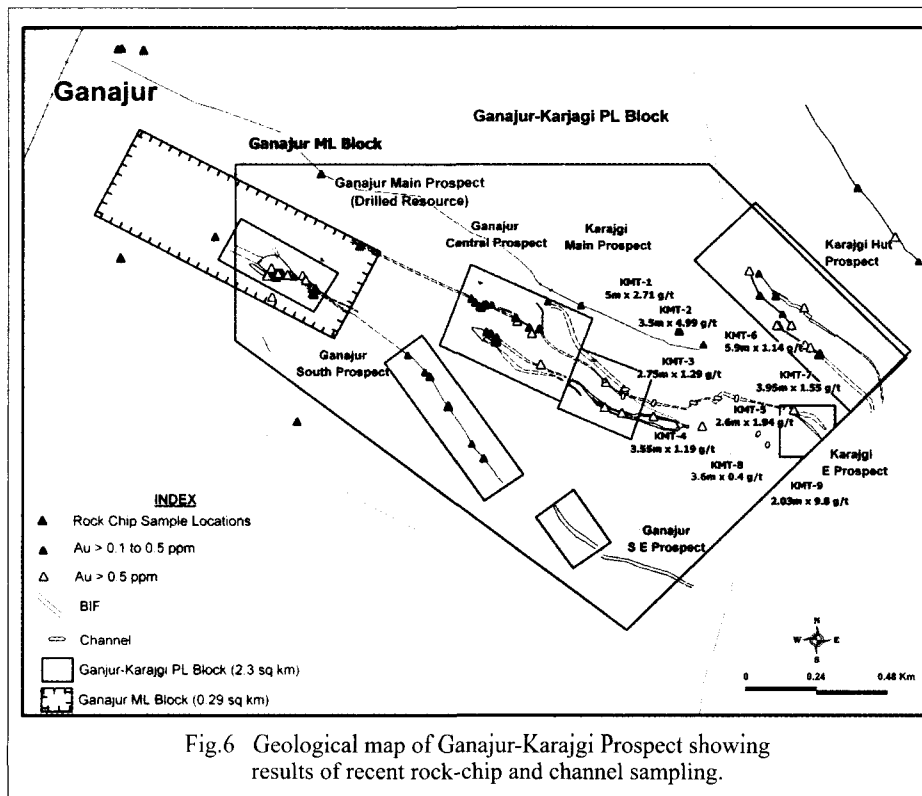 Ganajur
Ganajur-Karjagi PL Block
Ganajur ML Block
Ganajur Main Prospect
(Drilled Resource)
Ganajur
Central Prospect
Karajgi
Main Prospect
Karajgi Hut
Prospect
KMT-1
5m x 2.71 g/t
KMT-2
3.5m x 4.99 g/t
KMT-6
5.9m x 1.14 g/t
KMT-3
2.75m x 1.29 g/t
KMT-7
3.95m x 1.55 g/t
Ganajur
South Prospect
KMT-5
2.6m x 1.94 g/t
KMT-4
3.55m x 1.19 g/t
KMT-8
3.6m x 0.4 g/t
Karajgi
E Prospect
KMT-9
2.03m x 9.8 g/t
Ganajur
S E Prospect
INDEX
Rock Chip Sample Locations
Au > 0.1 to 0.5 ppm
Au > 0.5 ppm
BIF
Channel
Ganjur-Karajgi PL Block (2.3 sq km)
Ganajur ML Block (0.29 sq km)
N
W E
S
0 0.24 0.48 Km
Fig.6 Geological map of Ganajur-Karajgi Prospect showing
results of recent rock-chip and channel sampling.